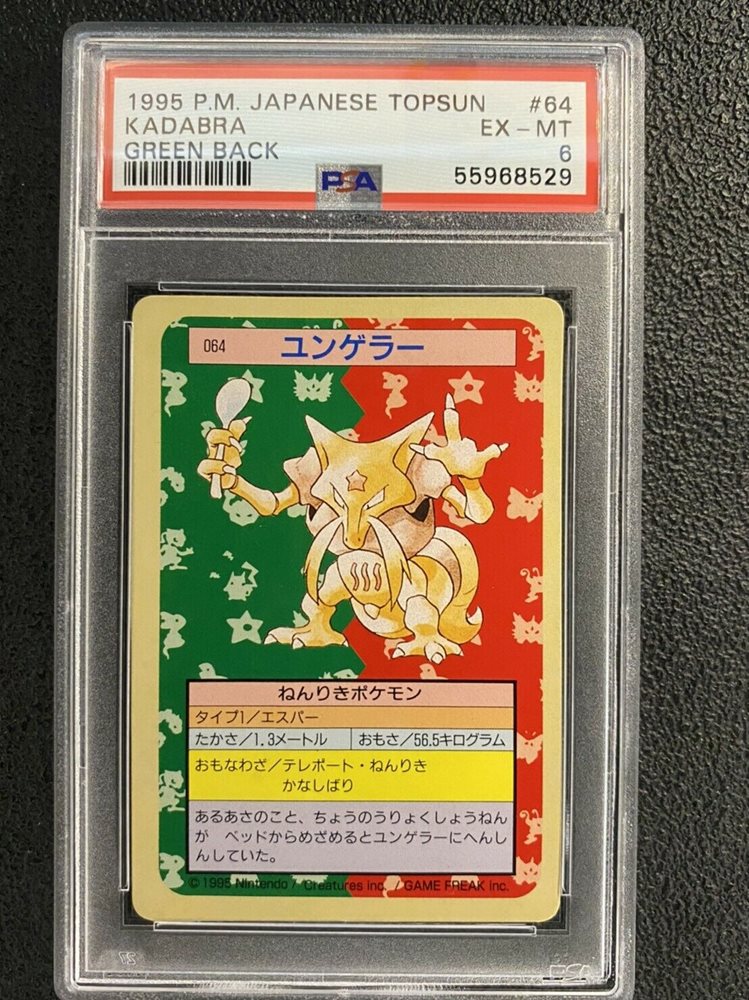 1995 P.M. JAPANESE TOPSUN #64
KADABRA EX - MT
GREEN BACK 6
PSA 55968529
064 ユンゲラー
ねんりきポケモン
タイプ1/エスパー
たかさ/1.3メートル おもさ/56.5キログラム
おもなわざ/テレポート・ねんりき
かなしばり
あるあさのこと、ちょうのうりょくしょうねん
が ベッドからめざめるとユンゲラーにへんし
んしていた。
© 1995 Nintendo / Creatures inc. / GAME FREAK inc.
PSA